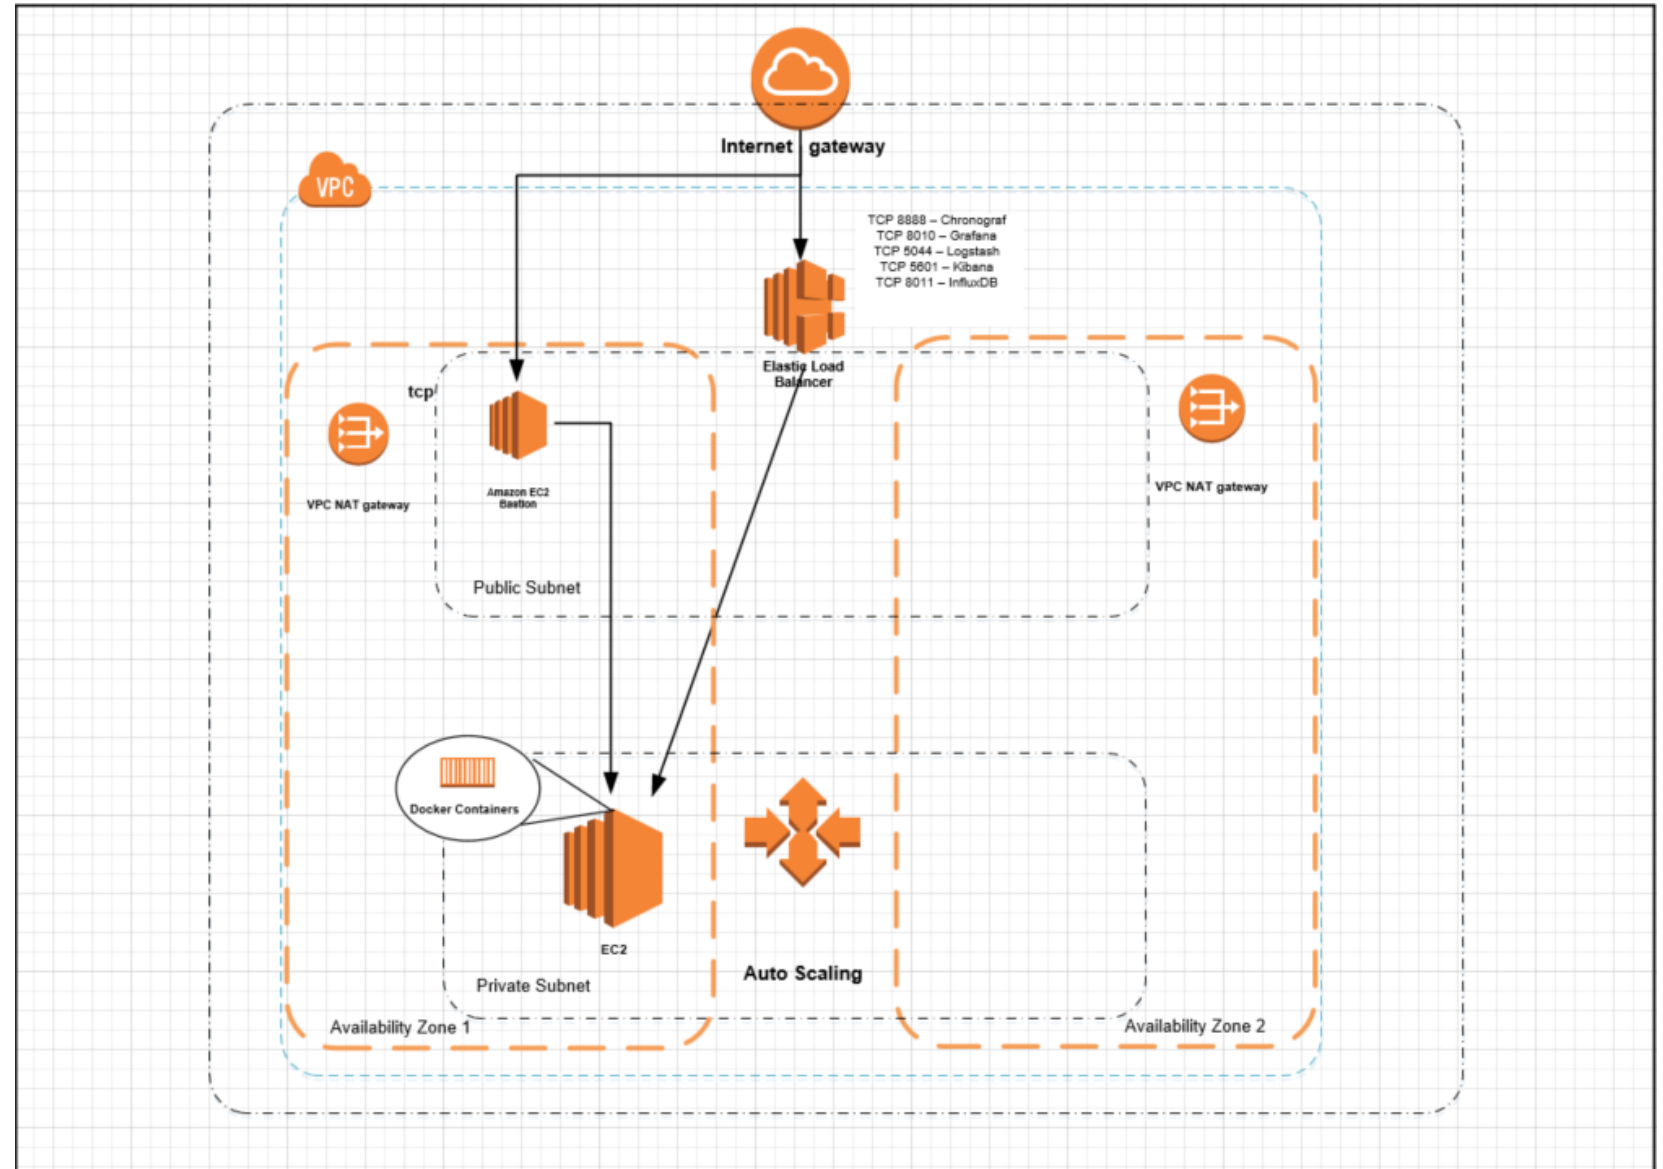 Internet gateway
VPC
TCP 8888 – Chronograf
TCP 8010 – Grafana
TCP 5044 – Logstash
TCP 5601 – Kibana
TCP 8011 – InfluxDB
Elastic Load
Balancer
tcp
VPC NAT gateway
Amazon EC2
Bastion
VPC NAT gateway
Public Subnet
Docker Containers
EC2
Auto Scaling
Private Subnet
Availability Zone 1
Availability Zone 2